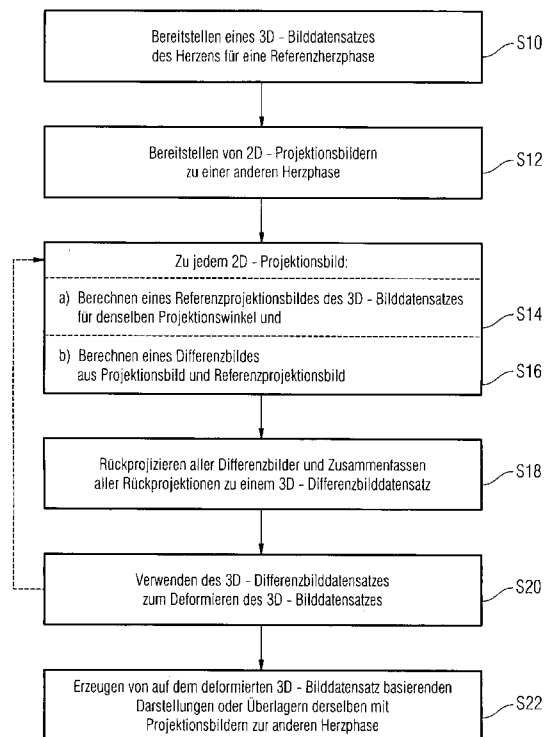 Bereitstellen eines 3D - Bilddatensatzes
des Herzens für eine Referenzherzphase
S10
Bereitstellen von 2D - Projektionsbildern
zu einer anderen Herzphase
S12
Zu jedem 2D - Projektionsbild:
a) Berechnen eines Referenzprojektionsbildes des 3D - Bilddatensatzes
für denselben Projektionswinkel und
S14
b) Berechnen eines Differenzbildes
aus Projektionsbild und Referenzprojektionsbild
S16
Rückprojizieren aller Differenzbilder und Zusammenfassen
aller Rückprojektionen zu einem 3D - Differenzbilddatensatz
S18
Verwenden des 3D - Differenzbilddatensatzes
zum Deformieren des 3D - Bilddatensatzes
S20
Erzeugen von auf dem deformierten 3D - Bilddatensatz basierenden
Darstellungen oder Überlagern derselben mit
Projektionsbildern zur anderen Herzphase
S22